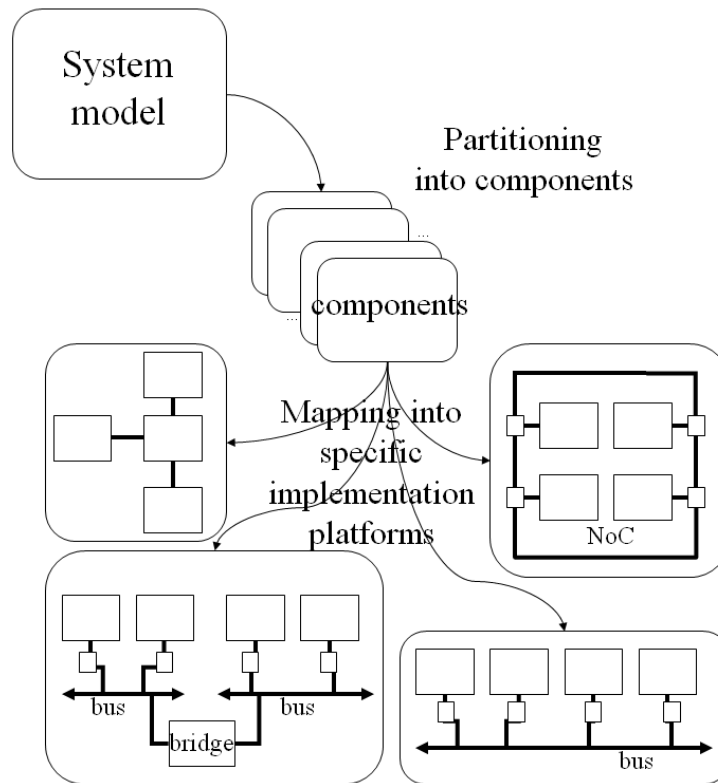 System
model
Partitioning
into components
...
...
components
Mapping into
specific
implementation
platforms
NoC
bus
bus
bridge
bus